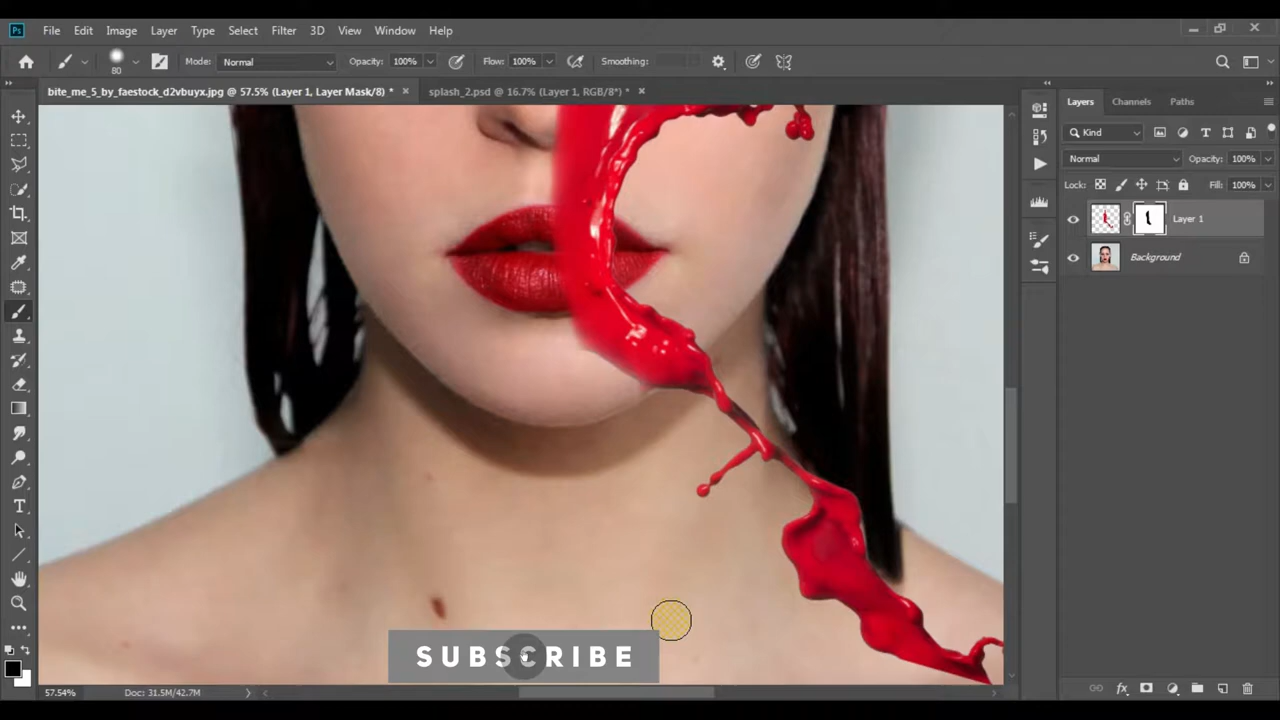 Ps File Edit Image Layer Type Select Filter 3D View Window Help
80 Mode: Normal Opacity: 100% Flow: 100% Smoothing:
bite_me_5_by_faestock_d2vbuyx.jpg @ 57.5% (Layer 1, Layer Mask/8) * × splash_2.psd @ 16.7% (Layer 1, RGB/8*) * ×
Layers Channels Paths
Kind
Normal Opacity: 100%
Lock: Fill: 100%
Layer 1
Background
SUBSCRIBE
57.54% Doc: 31.5M/42.7M